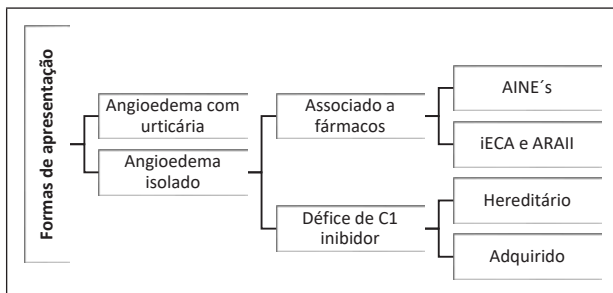 Formas de apresentação
Angioedema com
urticária
Angioedema
isolado
Associado a
fármacos
Défice de C1
inibidor
AINE´s
iECA e ARAII
Hereditário
Adquirido